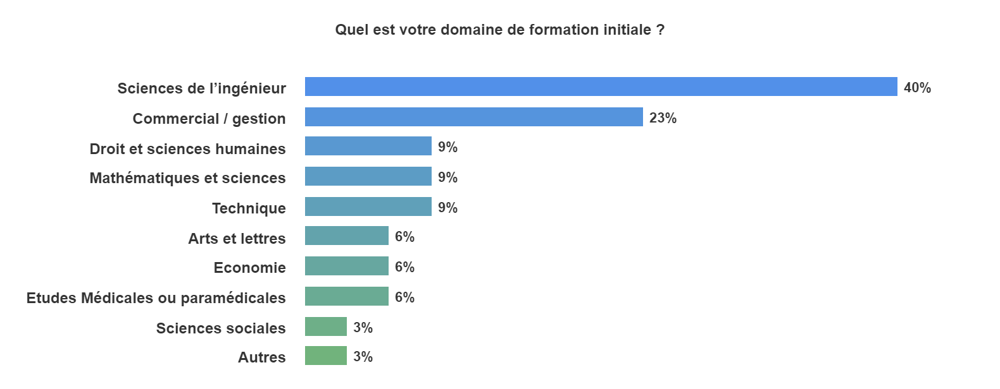 Quel est votre domaine de formation initiale ?
Sciences de l’ingénieur 40%
Commercial / gestion 23%
Droit et sciences humaines 9%
Mathématiques et sciences 9%
Technique 9%
Arts et lettres 6%
Economie 6%
Etudes Médicales ou paramédicales 6%
Sciences sociales 3%
Autres 3%